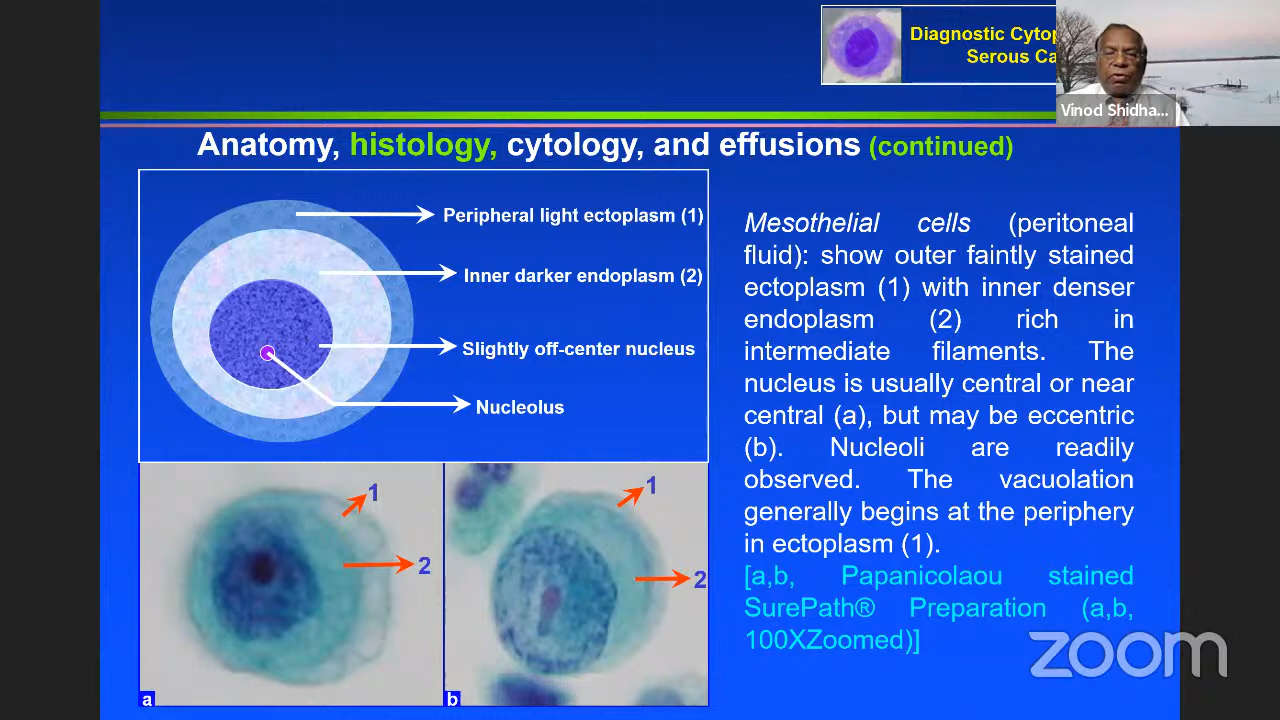 Diagnostic Cytop
Serous Ca
Vinod Shidha...
Anatomy, histology, cytology, and effusions (continued)
Peripheral light ectoplasm (1)
Inner darker endoplasm (2)
Slightly off-center nucleus
Nucleolus
1
2
a
1
2
b
Mesothelial cells (peritoneal
fluid): show outer faintly stained
ectoplasm (1) with inner denser
endoplasm (2) rich in
intermediate filaments. The
nucleus is usually central or near
central (a), but may be eccentric
(b). Nucleoli are readily
observed. The vacuolation
generally begins at the periphery
in ectoplasm (1).
[a,b, Papanicolaou stained
SurePath® Preparation (a,b,
100XZoomed)]
zoom